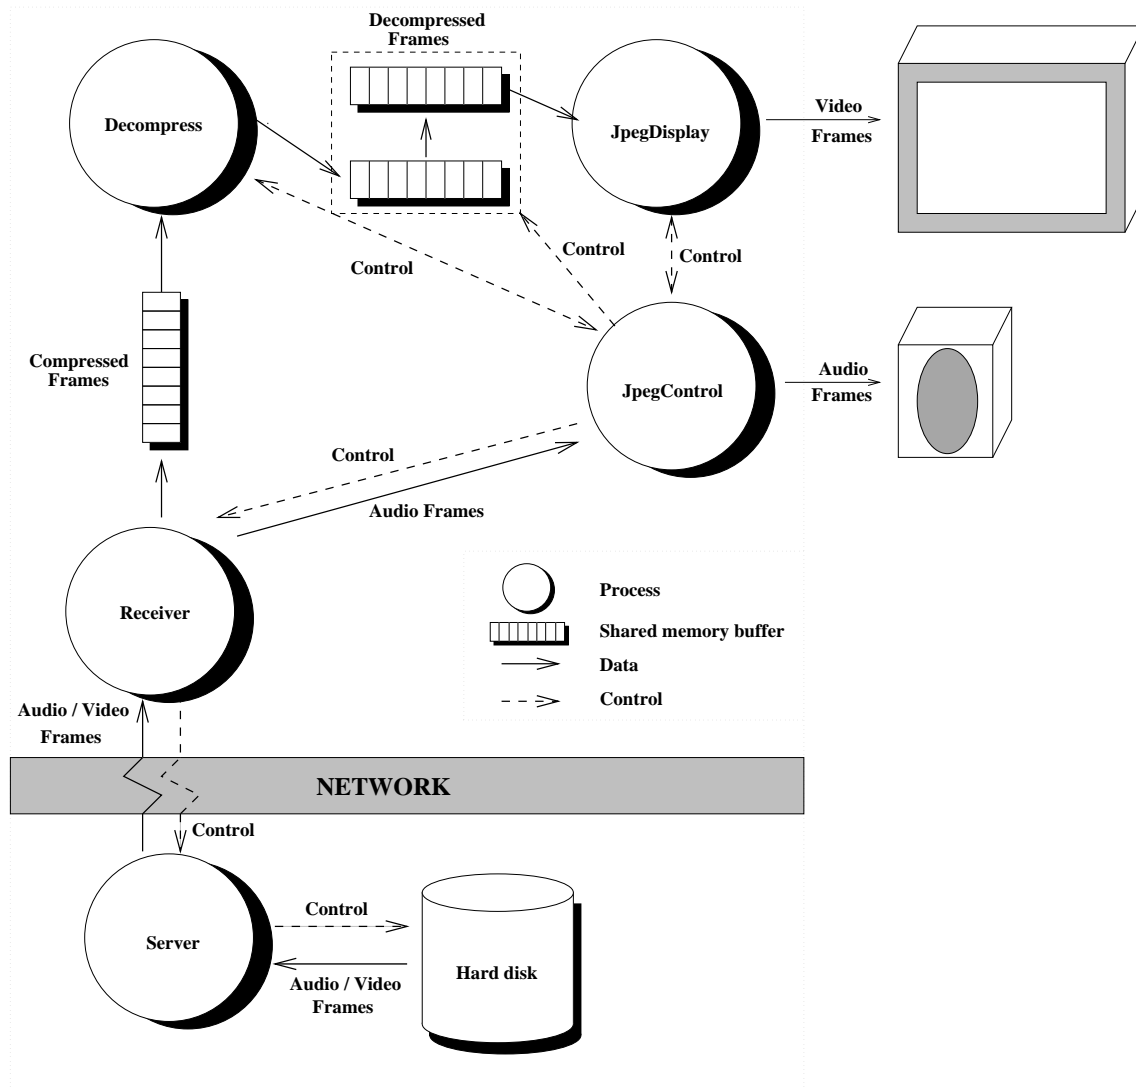 Decompressed
Frames
Decompress
JpegDisplay
Video
Frames
Control
Control
Control
Compressed
Frames
JpegControl
Audio
Frames
Control
Audio Frames
Receiver
Process
Shared memory buffer
Data
Control
Audio / Video
Frames
NETWORK
Control
Server
Control
Audio / Video
Frames
Hard disk